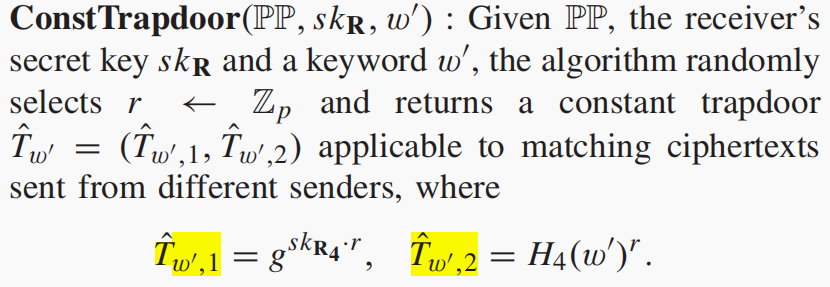 ConstTrapdoor(ℙℙ, sk_R, w′) : Given ℙℙ, the receiver's
secret key sk_R and a keyword w′, the algorithm randomly
selects r ← ℤ_p and returns a constant trapdoor
T̂_{w′} = (T̂_{w′,1}, T̂_{w′,2}) applicable to matching ciphertexts
sent from different senders, where
T̂_{w′,1} = g^{sk_{R_4}·r}, T̂_{w′,2} = H_4(w′)^r.